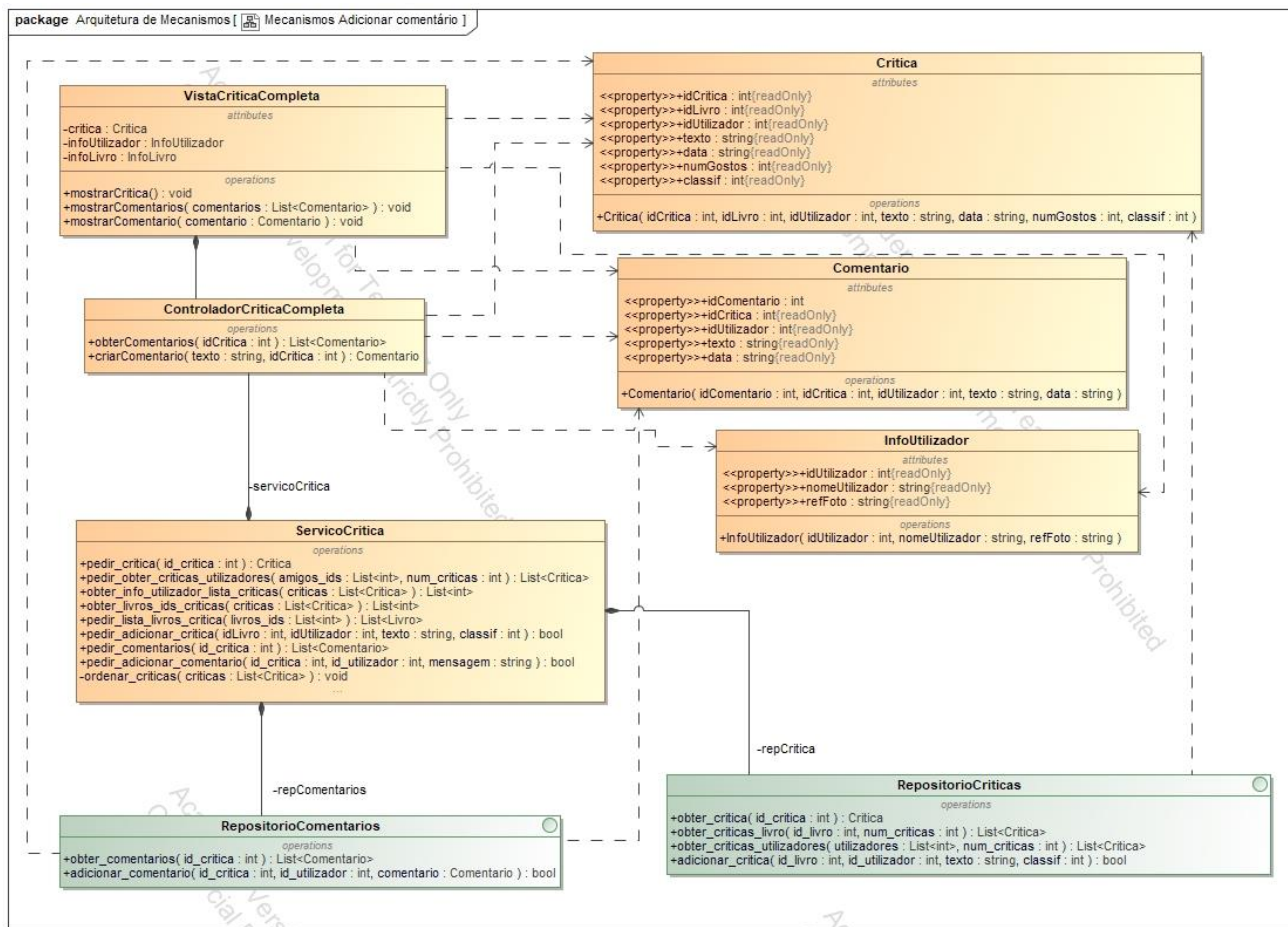 package Arquitetura de Mecanismos [ Mecanismos Adicionar comentário ]
VistaCriticaCompleta
attributes
-critica : Critica
-infoUtilizador : InfoUtilizador
-infoLivro : InfoLivro
operations
+mostrarCritica() : void
+mostrarComentarios( comentarios : List<Comentario> ) : void
+mostrarComentario( comentario : Comentario ) : void
Critica
attributes
<<property>>+idCritica : int{readOnly}
<<property>>+idLivro : int{readOnly}
<<property>>+idUtilizador : int{readOnly}
<<property>>+texto : string{readOnly}
<<property>>+data : string{readOnly}
<<property>>+numGostos : int{readOnly}
<<property>>+classif : int{readOnly}
operations
+Critica( idCritica : int, idLivro : int, idUtilizador : int, texto : string, data : string, numGostos : int, classif : int )
ControladorCriticaCompleta
operations
+obterComentarios( idCritica : int ) : List<Comentario>
+criarComentario( texto : string, idCritica : int ) : Comentario
Comentario
attributes
<<property>>+idComentario : int
<<property>>+idCritica : int{readOnly}
<<property>>+idUtilizador : int{readOnly}
<<property>>+texto : string{readOnly}
<<property>>+data : string{readOnly}
operations
+Comentario( idComentario : int, idCritica : int, idUtilizador : int, texto : string, data : string )
InfoUtilizador
attributes
<<property>>+idUtilizador : int{readOnly}
<<property>>+nomeUtilizador : string{readOnly}
<<property>>+refFoto : string{readOnly}
operations
+InfoUtilizador( idUtilizador : int, nomeUtilizador : string, refFoto : string )
-servicoCritica
ServicoCritica
operations
+pedir_critica( id_critica : int ) : Critica
+pedir_obter_criticas_utilizadores( amigos_ids : List<int>, num_criticas : int ) : List<Critica>
+obter_info_utilizador_lista_criticas( criticas : List<Critica> ) : List<int>
+obter_livros_ids_criticas( criticas : List<Critica> ) : List<int>
+pedir_lista_livros_critica( livros_ids : List<int> ) : List<Livro>
+pedir_adicionar_critica( idLivro : int, idUtilizador : int, texto : string, classif : int ) : bool
+pedir_comentarios( id_critica : int ) : List<Comentario>
+pedir_adicionar_comentario( id_critica : int, id_utilizador : int, mensagem : string ) : bool
-ordenar_criticas( criticas : List<Critica> ) : void
...
-repCritica
-repComentarios
RepositorioComentarios
operations
+obter_comentarios( id_critica : int ) : List<Comentario>
+adicionar_comentario( id_critica : int, id_utilizador : int, comentario : Comentario ) : bool
RepositorioCriticas
operations
+obter_critica( id_critica : int ) : Critica
+obter_criticas_livro( id_livro : int, num_criticas : int ) : List<Critica>
+obter_criticas_utilizadores( utilizadores : List<int>, num_criticas : int ) : List<Critica>
+adicionar_critica( id_livro : int, id_utilizador : int, texto : string, classif : int ) : bool